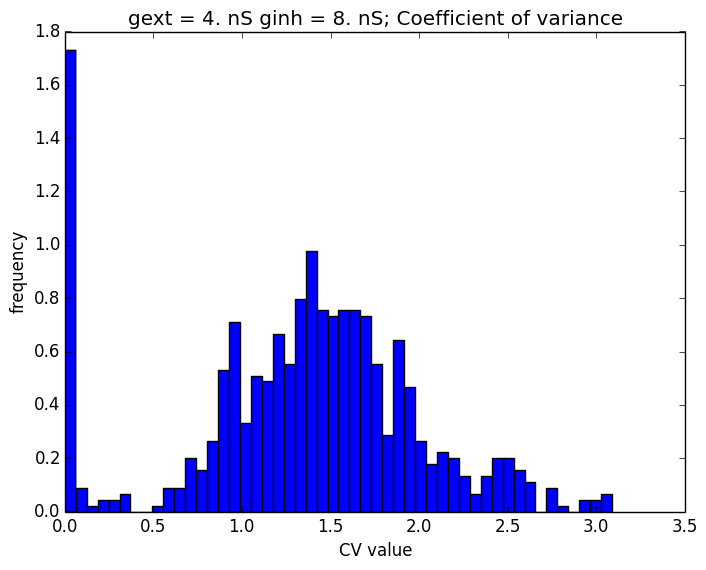 gext = 4. nS ginh = 8. nS; Coefficient of variance
1.8
1.6
1.4
1.2
1.0
0.8
0.6
0.4
0.2
0.0
frequency
0.0 0.5 1.0 1.5 2.0 2.5 3.0 3.5
CV value